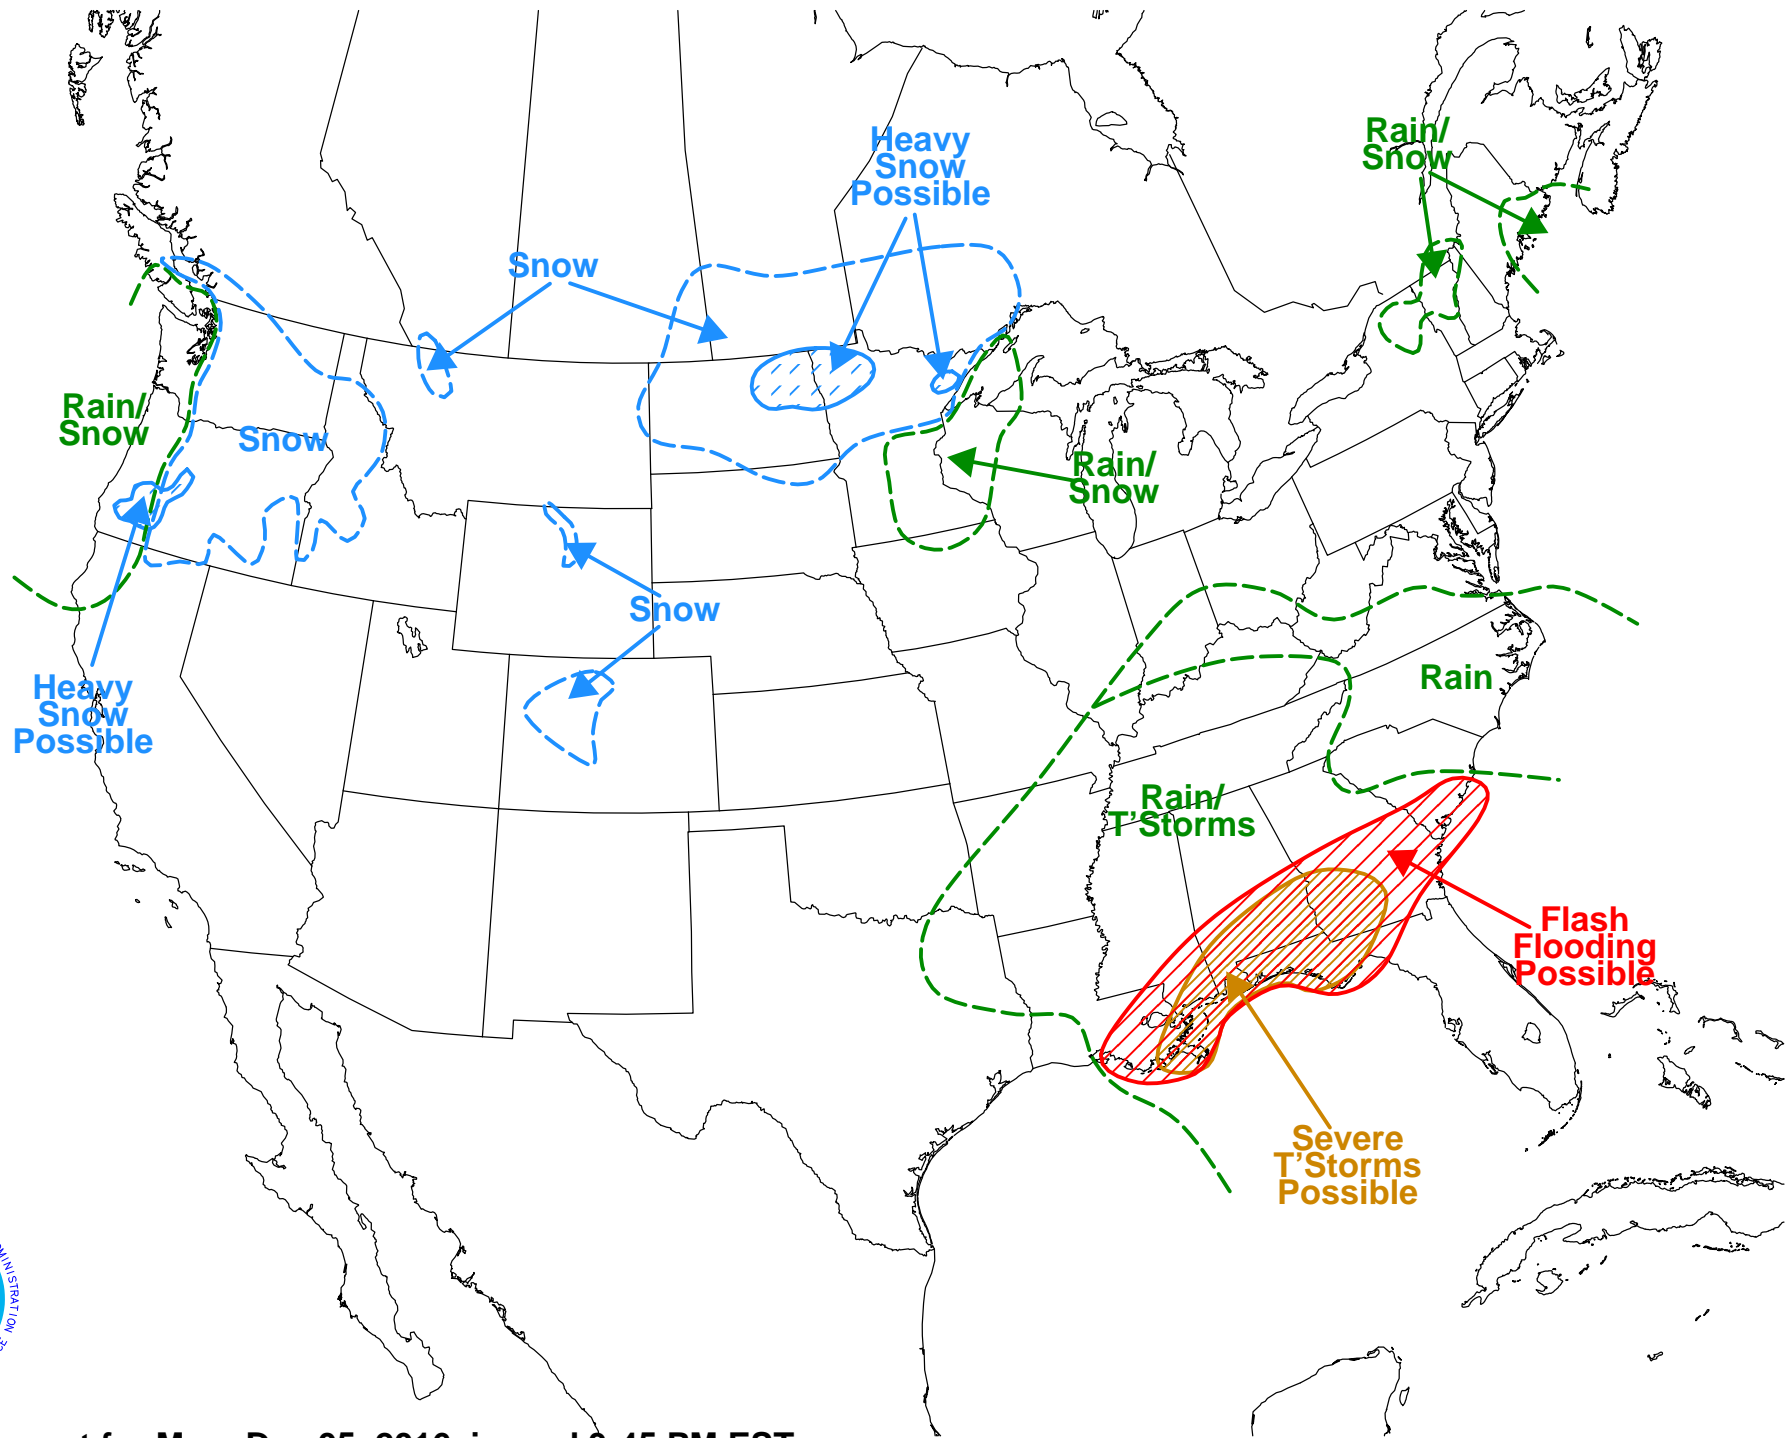 Heavy
Snow
Possible
Rain/
Snow
Snow
Rain/
Snow
Snow
Rain/
Snow
Snow
Heavy
Snow
Possible
Rain
Rain/
T'Storms
Flash
Flooding
Possible
Severe
T'Storms
Possible
MINISTRATION